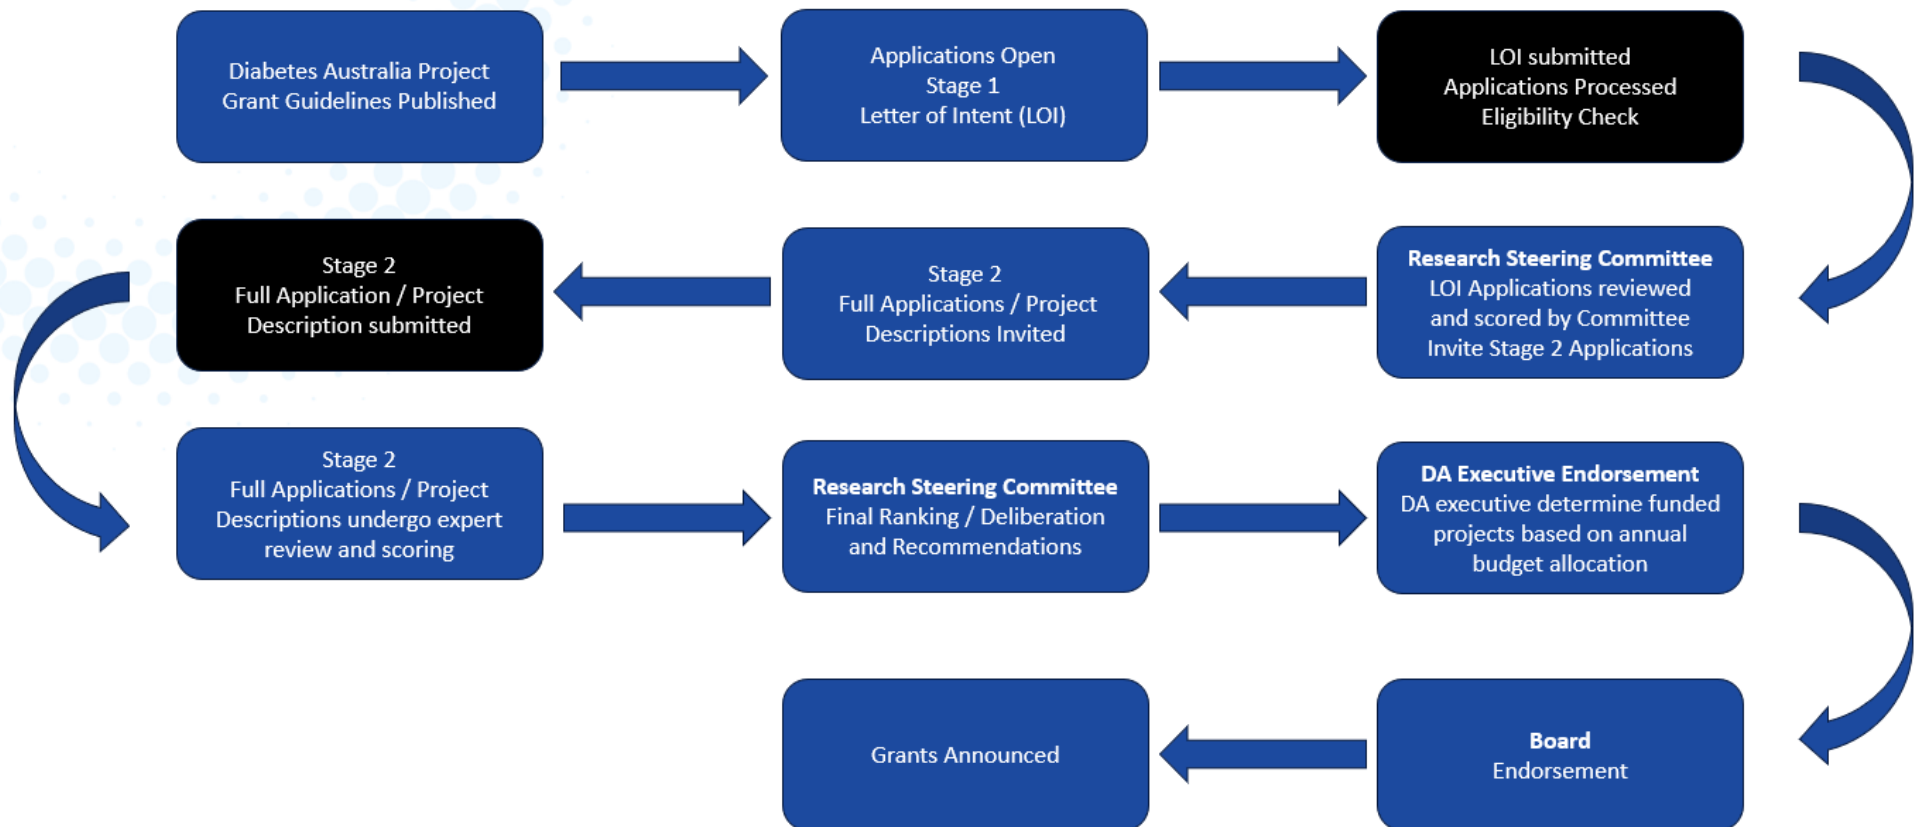 Diabetes Australia Project
Grant Guidelines Published
Applications Open
Stage 1
Letter of Intent (LOI)
LOI submitted
Applications Processed
Eligibility Check
Research Steering Committee
LOI Applications reviewed
and scored by Committee
Invite Stage 2 Applications
Stage 2
Full Applications / Project
Descriptions Invited
Stage 2
Full Application / Project
Description submitted
Stage 2
Full Applications / Project
Descriptions undergo expert
review and scoring
Research Steering Committee
Final Ranking / Deliberation
and Recommendations
DA Executive Endorsement
DA executive determine funded
projects based on annual
budget allocation
Board
Endorsement
Grants Announced